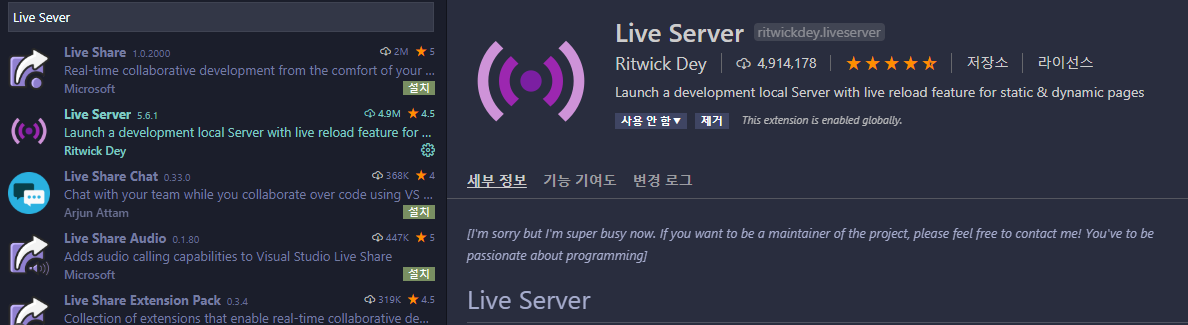 Live Sever
Live Share 1.0.2000 2M 5
Real-time collaborative development from the comfort of your ...
Microsoft 설치
Live Server 5.6.1 4.9M 4.5
Launch a development local Server with live reload feature for ...
Ritwick Dey
Live Share Chat 0.33.0 368K 4
Chat with your team while you collaborate over code using VS ...
Arjun Attam 설치
Live Share Audio 0.1.80 447K 5
Adds audio calling capabilities to Visual Studio Live Share
Microsoft 설치
Live Share Extension Pack 0.3.4 319K 4.5
Collection of extensions that enable real-time collaborative de...
Live Server ritwickdey.liveserver
Ritwick Dey 4,914,178 저장소 라이선스
Launch a development local Server with live reload feature for static & dynamic pages
사용 안 함 제거 This extension is enabled globally.
세부 정보 기능 기여도 변경 로그
[I'm sorry but I'm super busy now. If you want to be a maintainer of the project, please feel free to contact me! You've to be
passionate about programming]
Live Server